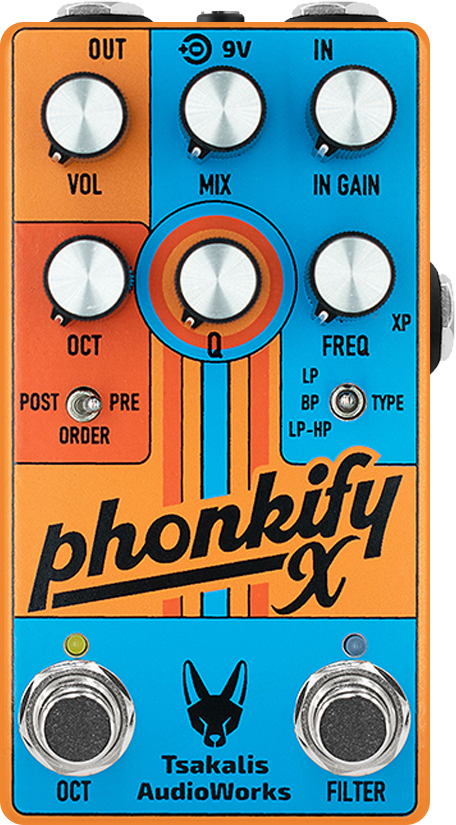 OUT 9V IN
VOL MIX IN GAIN
XP
OCT Q FREQ
LP
POST PRE BP TYPE
ORDER LP-HP
phonkify
X
Tsakalis
OCT AudioWorks FILTER